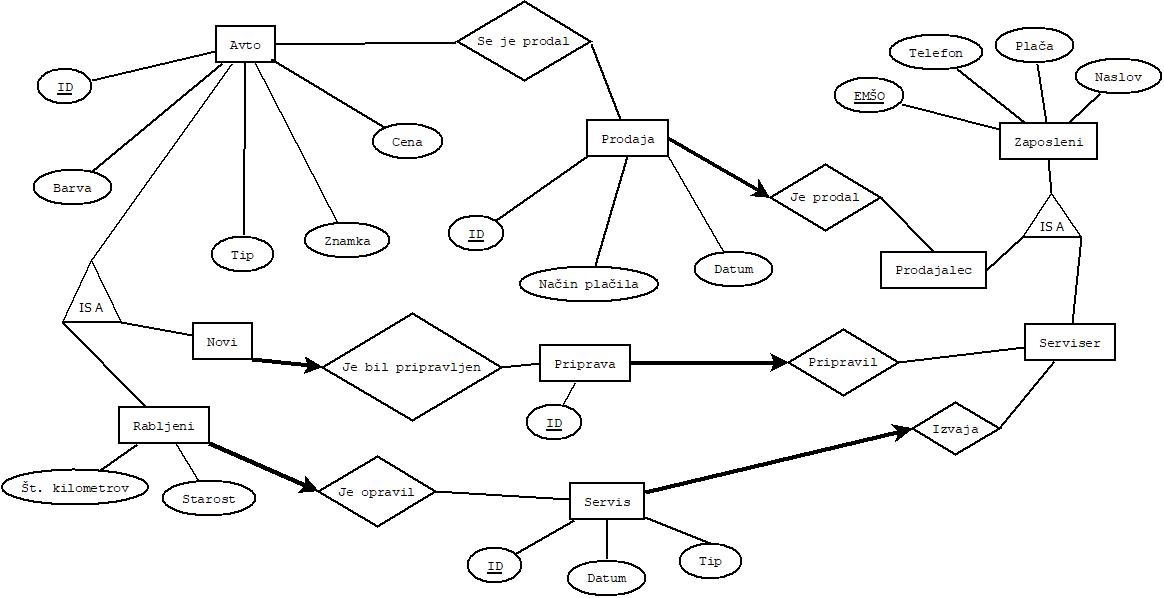 Avto
Se je prodal
Telefon
Plača
Naslov
ID
EMŠO
Cena
Prodaja
Zaposleni
Barva
Je prodal
ID
Znamka
Tip
IS A
Način plačila
Datum
Prodajalec
IS A
Novi
Je bil pripravljen
Priprava
Pripravil
Serviser
ID
Rabljeni
Izvaja
Št. kilometrov
Starost
Je opravil
Servis
ID
Datum
Tip